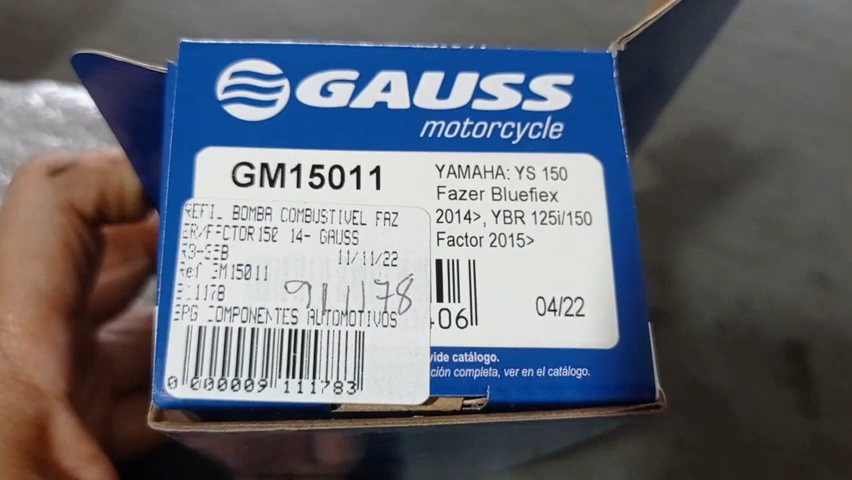 GAUSS
motorcycle
GM15011
YAMAHA: YS 150
Fazer Bluefiex
2014>, YBR 125i/150
Factor 2015>
04/22
406
REFIL BOMBA COMBUSTIVEL FAZ
ER/FACTOR150 14- GAUSS
11/11/22
Ref GM15011
911178
EPG COMPONENTES AUTOMOTIVOS
0 000009 111783
vide catálogo.
ción completa, ver en el catálogo.